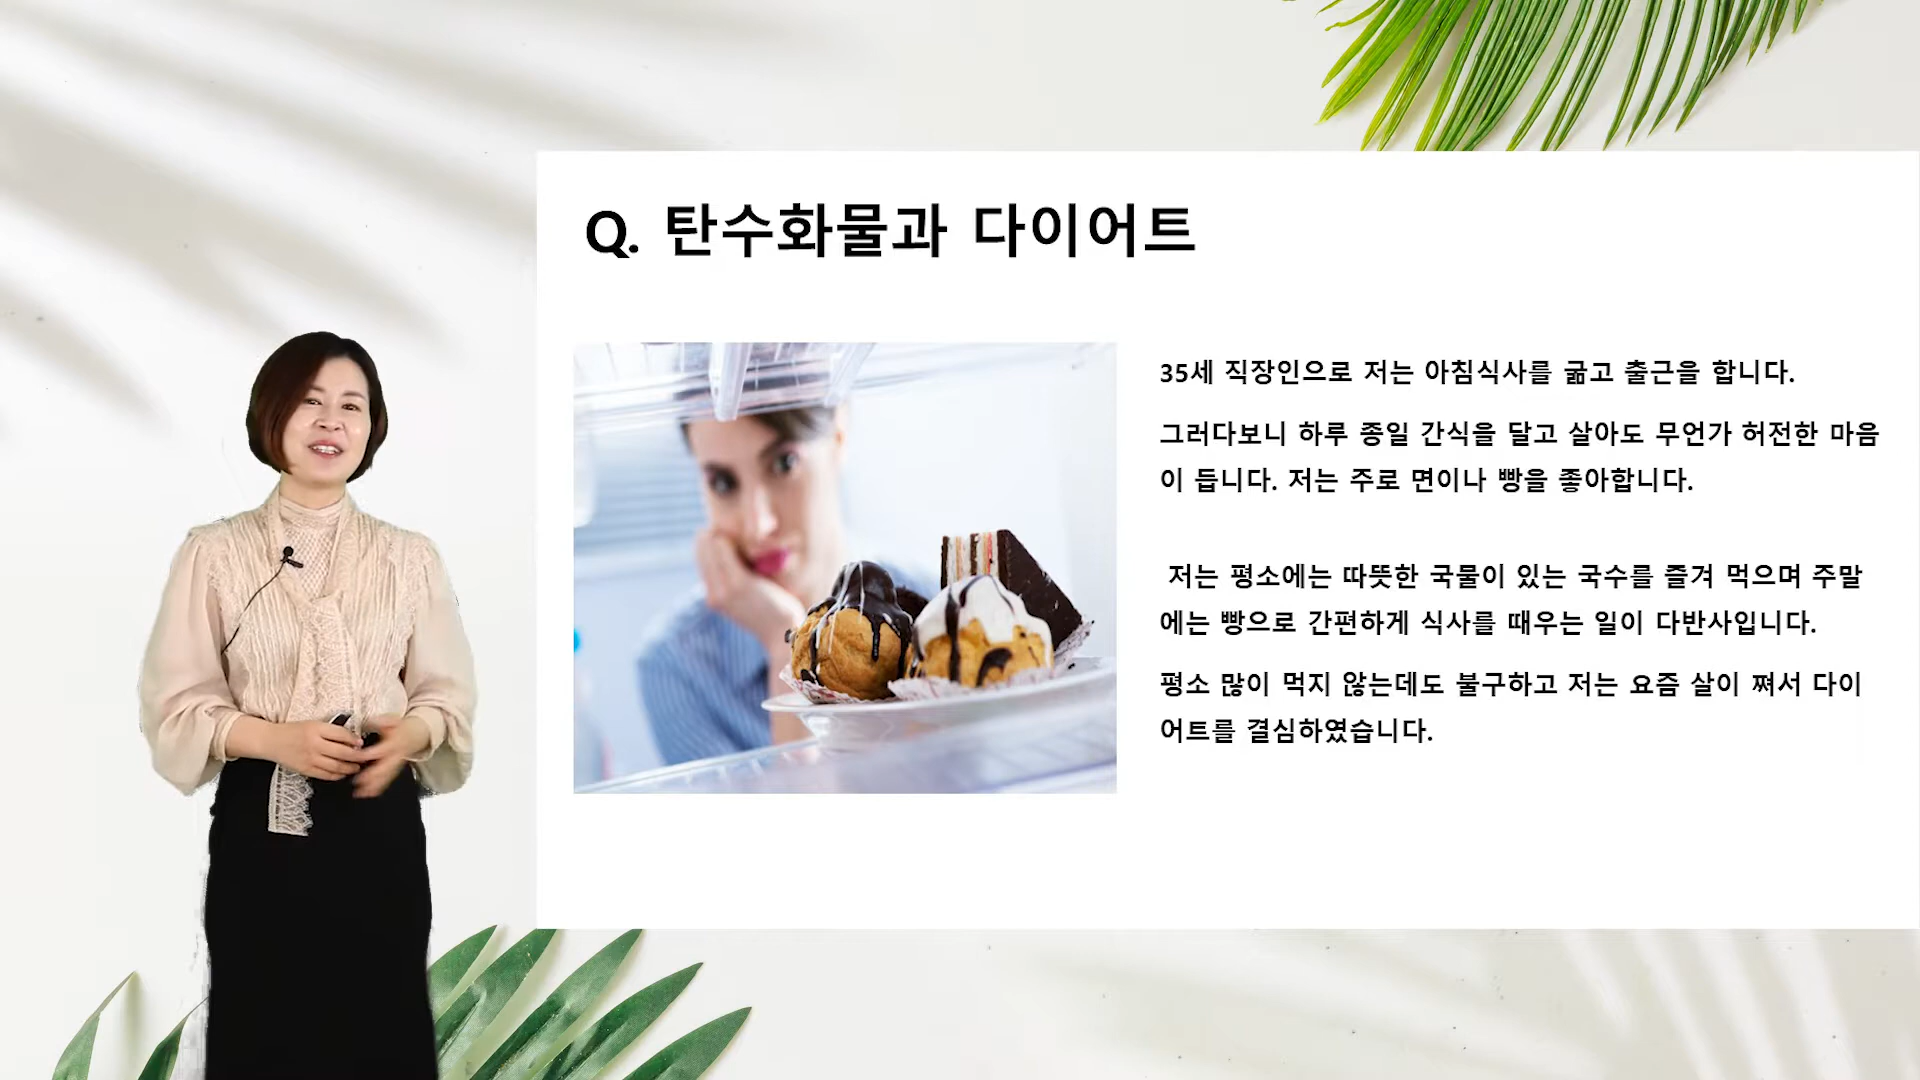 Q. 탄수화물과 다이어트
35세 직장인으로 저는 아침식사를 굶고 출근을 합니다.
그러다보니 하루 종일 간식을 달고 살아도 무언가 허전한 마음
이 듭니다. 저는 주로 면이나 빵을 좋아합니다.
저는 평소에는 따뜻한 국물이 있는 국수를 즐겨 먹으며 주말
에는 빵으로 간편하게 식사를 때우는 일이 다반사입니다.
평소 많이 먹지 않는데도 불구하고 저는 요즘 살이 쪄서 다이
어트를 결심하였습니다.